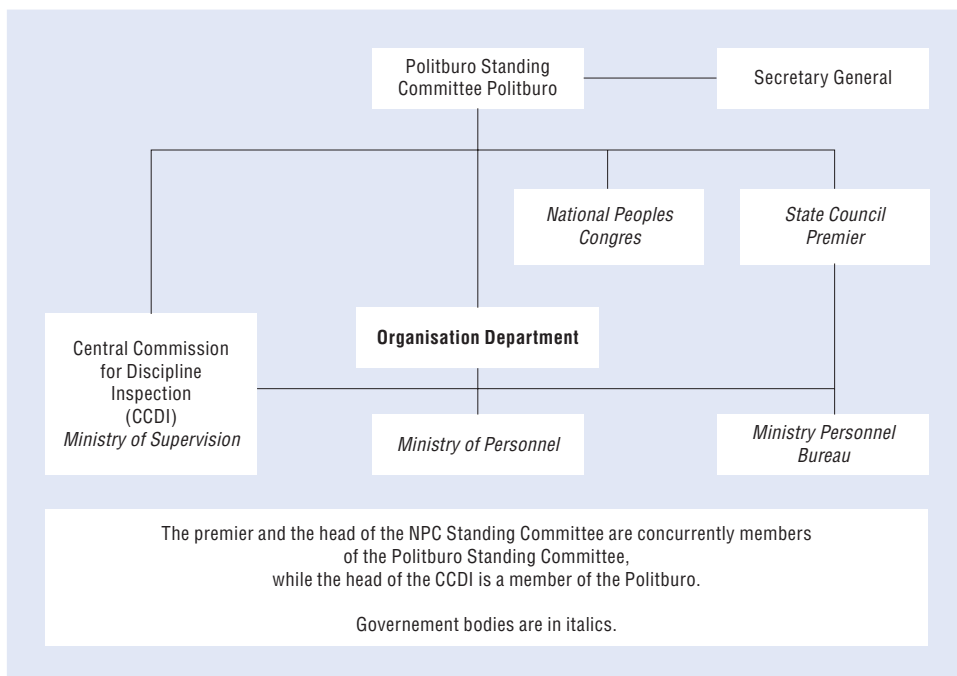 Politburo Standing
Committee Politburo
Secretary General
National Peoples
Congres
State Council
Premier
Organisation Department
Central Commission
for Discipline
Inspection
(CCDI)
Ministry of Supervision
Ministry of Personnel
Ministry Personnel
Bureau
The premier and the head of the NPC Standing Committee are concurrently members
of the Politburo Standing Committee,
while the head of the CCDI is a member of the Politburo.
Governement bodies are in italics.